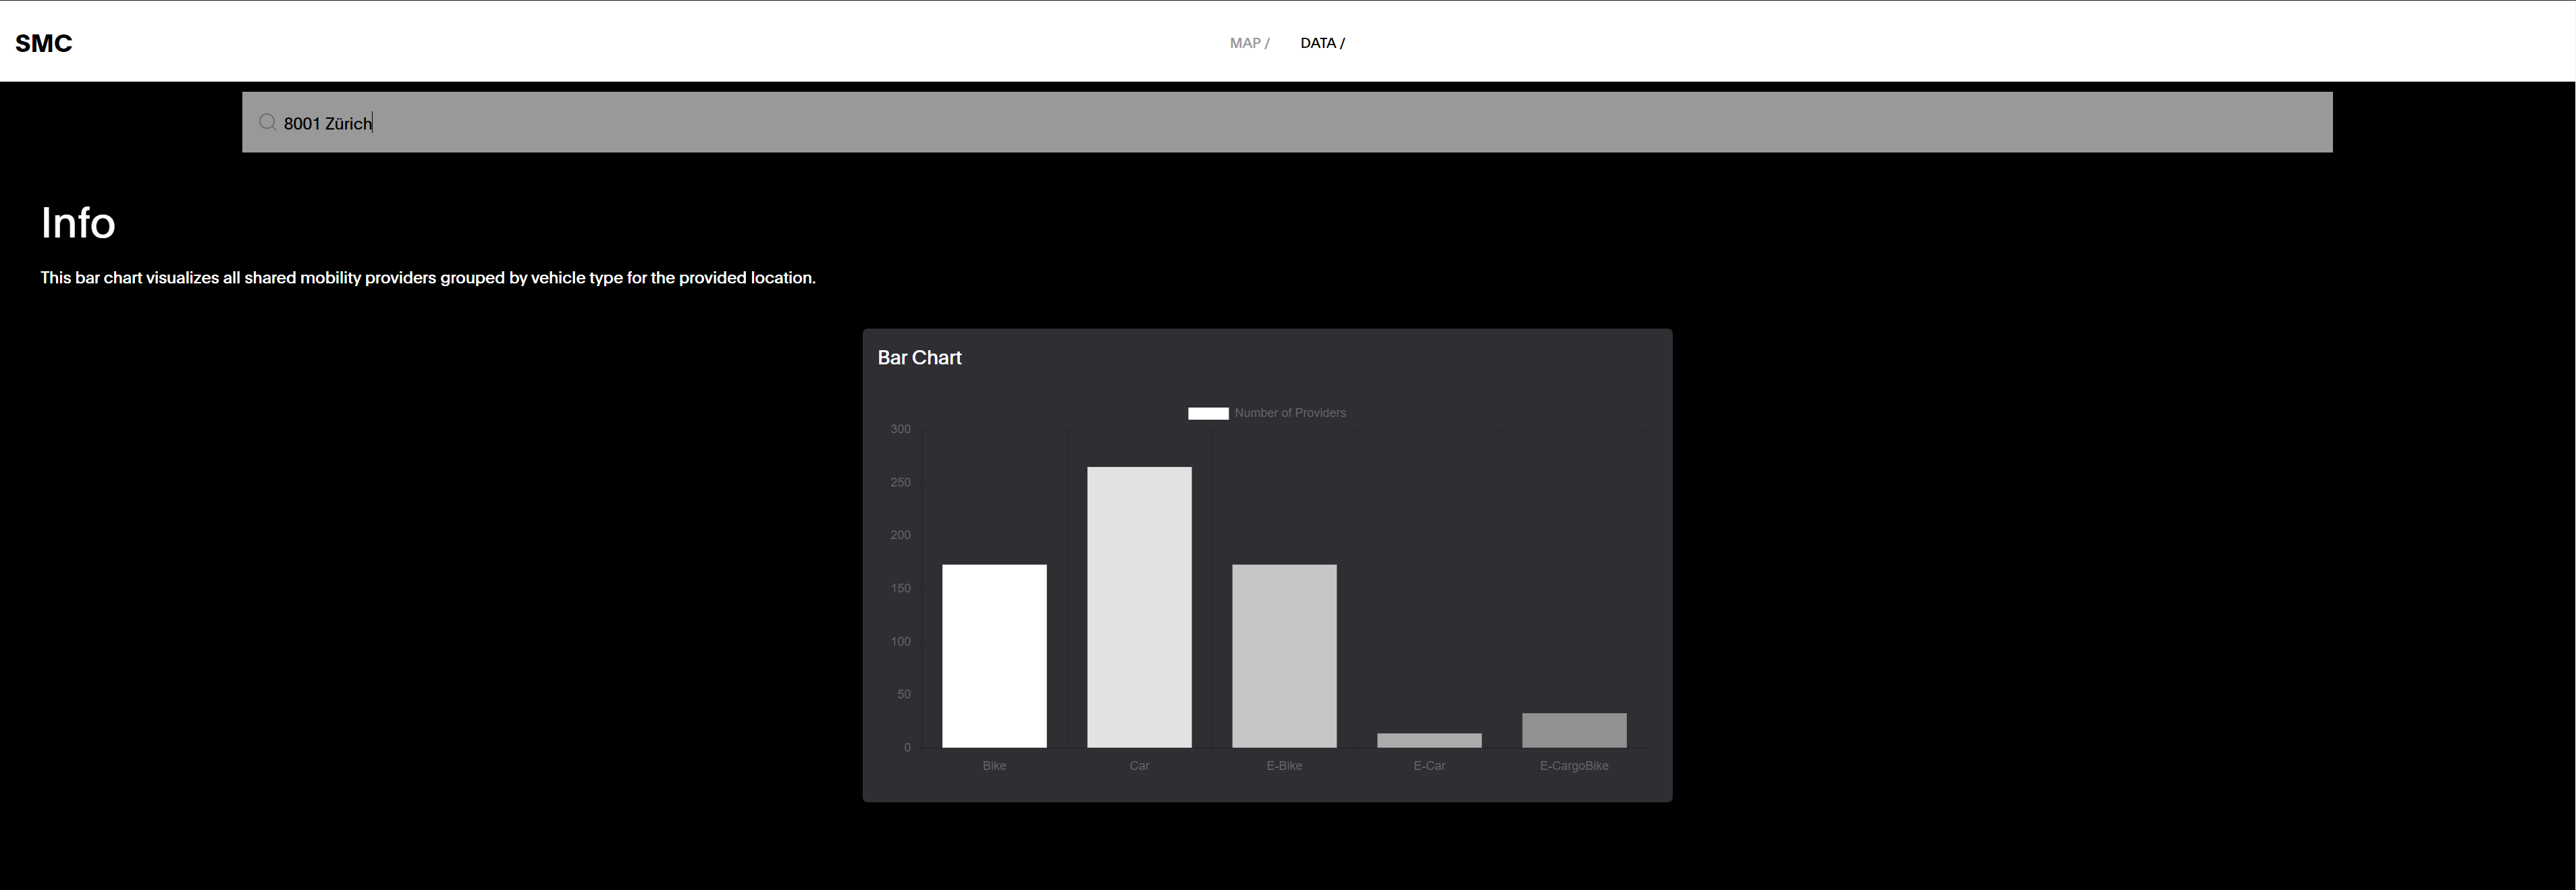 SMC
MAP / DATA /
8001 Zürich
Info
This bar chart visualizes all shared mobility providers grouped by vehicle type for the provided location.
Bar Chart
Number of Providers
300
250
200
150
100
50
0
Bike Car E-Bike E-Car E-CargoBike